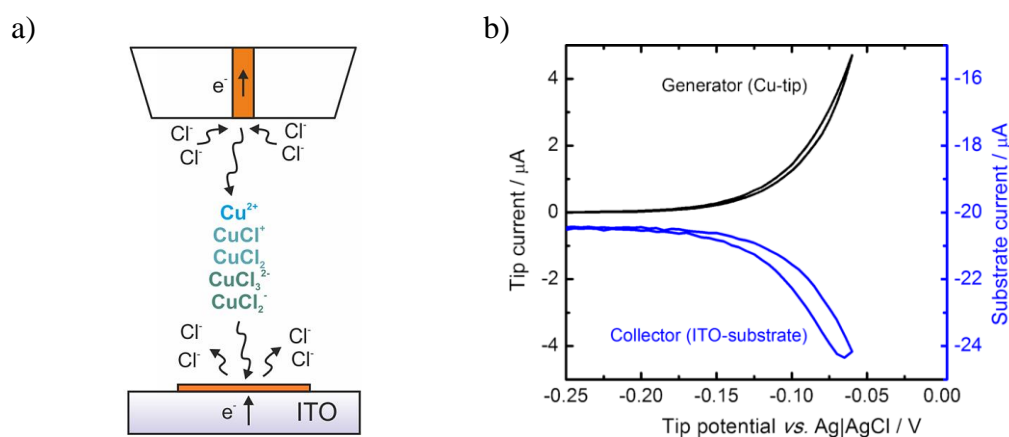 a)
e⁻
Cl⁻ Cl⁻
Cl⁻ Cl⁻
Cu²⁺
CuCl⁺
CuCl₂
CuCl₃²⁻
CuCl₂⁻
Cl⁻ Cl⁻
Cl⁻ Cl⁻
e⁻ ITO
b)
Generator (Cu-tip)
Collector (ITO-substrate)
Tip current / µA
4
2
0
-2
-4
Substrate current / µA
-16
-18
-20
-22
-24
-0.25 -0.20 -0.15 -0.10 -0.05 0.00
Tip potential vs. Ag|AgCl / V